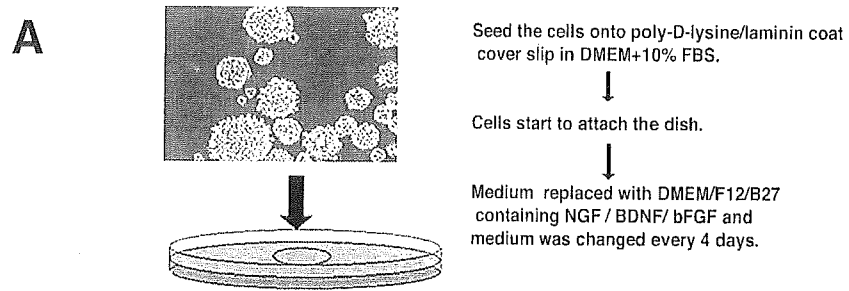 A
Seed the cells onto poly-D-lysine/laminin coat
cover slip in DMEM+10% FBS.
Cells start to attach the dish.
Medium replaced with DMEM/F12/B27
containing NGF / BDNF/ bFGF and
medium was changed every 4 days.